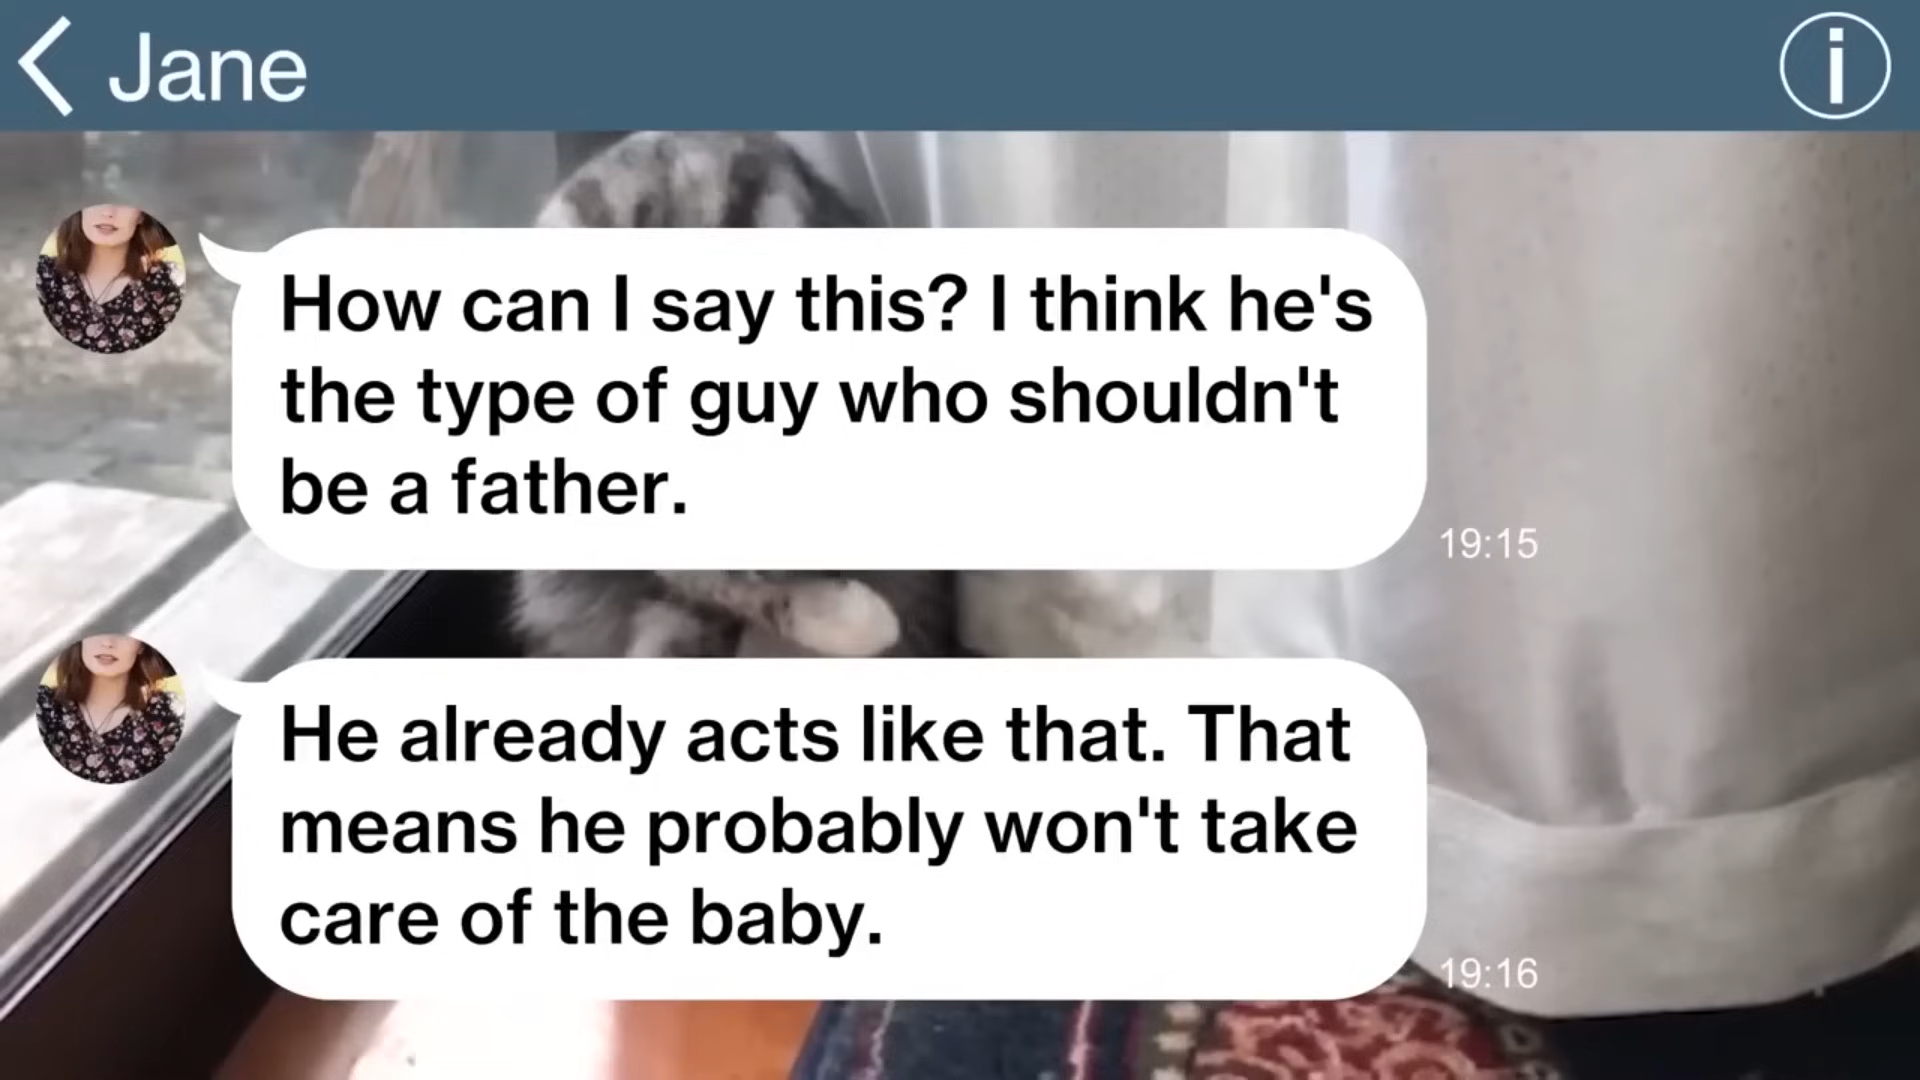 Jane
How can I say this? I think he's
the type of guy who shouldn't
be a father.
19:15
He already acts like that. That
means he probably won't take
care of the baby.
19:16